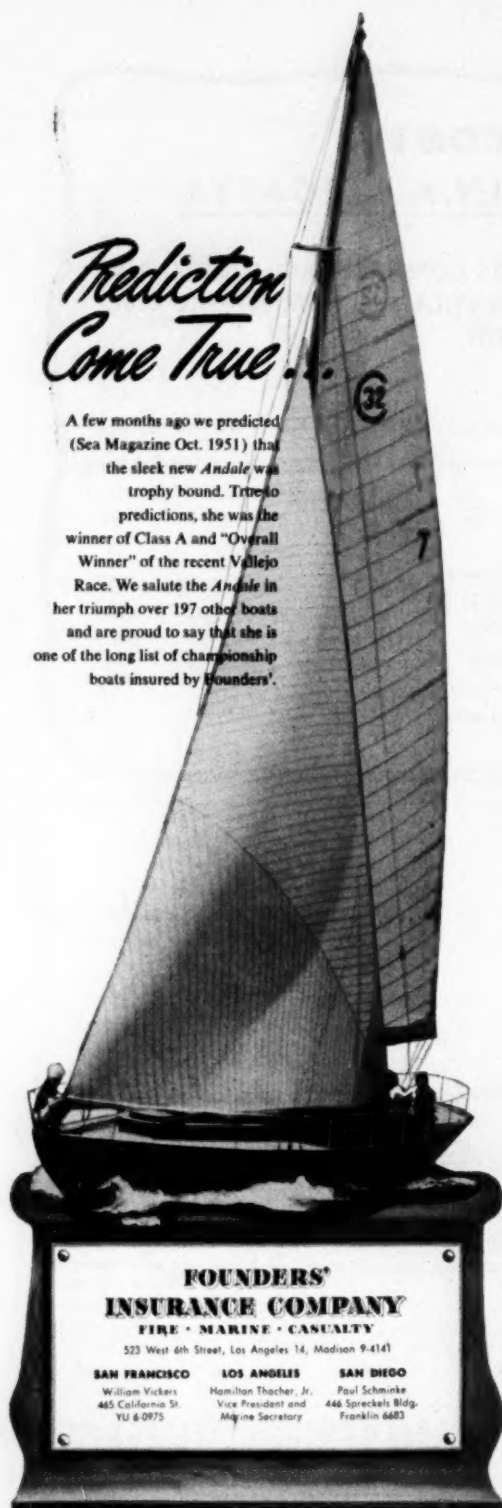 Prediction
Come True...
A few months ago we predicted
(Sea Magazine Oct. 1951) that
the sleek new Andale was
trophy bound. True to
predictions, she was the
winner of Class A and “Overall
Winner” of the recent Vallejo
Race. We salute the Andale in
her triumph over 197 other boats
and are proud to say that she is
one of the long list of championship
boats insured by Founders’.
32
7
FOUNDERS’
INSURANCE COMPANY
FIRE · MARINE · CASUALTY
523 West 6th Street, Los Angeles 14, Madison 9-4141
SAN FRANCISCO LOS ANGELES SAN DIEGO
William Vickers Hamilton Thacher, Jr. Paul Schminke
465 California St. Vice President and 446 Spreckels Bldg.
YU 6-0975 Marine Secretary Franklin 6683